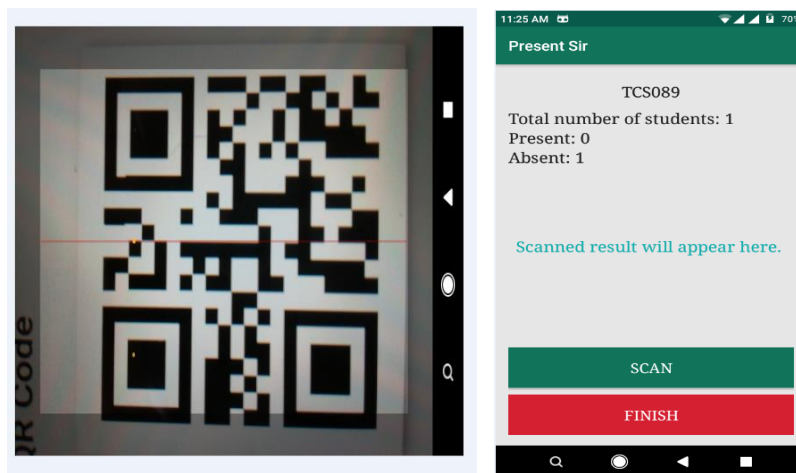 QR Code
11:25 AM
70%
Present Sir
TCS089
Total number of students: 1
Present: 0
Absent: 1
Scanned result will appear here.
SCAN
FINISH